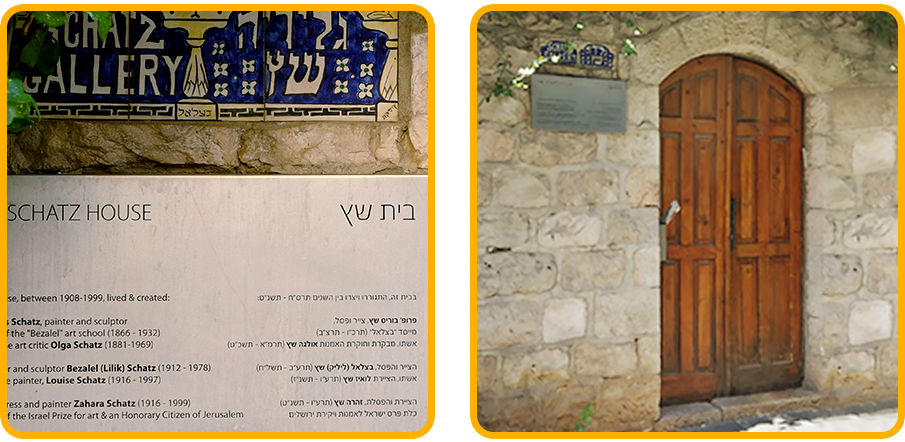 SCHATZ גלריה
GALLERY שץ
בצלאל
SCHATZ HOUSE
בית שץ
se, between 1908-1999, lived & created:
s Schatz, painter and sculptor
f the "Bezalel" art school (1866 - 1932)
e art critic Olga Schatz (1881-1969)
r and sculptor Bezalel (Lilik) Schatz (1912 - 1978)
e painter, Louise Schatz (1916 - 1997)
ress and painter Zahara Schatz (1916 - 1999)
f the Israel Prize for art & an Honorary Citizen of Jerusalem
בבית זה, התגוררו ויצרו בין השנים תרס"ח - תשנ"ט:
פרופ' בוריס שץ, צייר ופסל,
מייסד "בצלאל" (תרכ"ו - תרצ"ב)
אשתו, מבקרת וחוקרת האמנות אולגה שץ (תרמ"א - תשכ"ט)
הצייר והפסל, בצלאל (ליליק) שץ (תרע"ב - תשל"ח)
אשתו, הציירת לואיז שץ (תרע"ו - תשנ"ז)
הציירת והפסלת, זהרה שץ (תרע"ו - תשנ"ט)
כלת פרס ישראל לאמנות ויקירת ירושלים